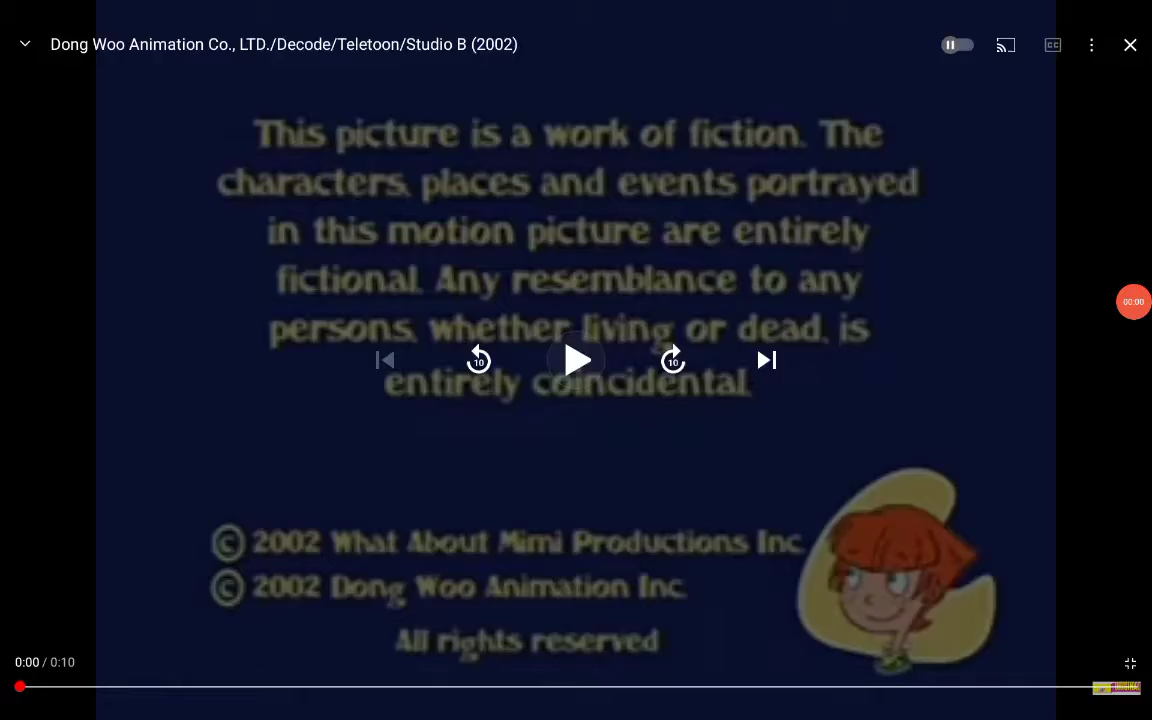 Dong Woo Animation Co., LTD./Decode/Teletoon/Studio B (2002)
CC
This picture is a work of fiction. The
characters, places and events portrayed
in this motion picture are entirely
fictional. Any resemblance to any
00:00
persons, whether living or dead, is
10
10
entirely coincidental.
© 2002 What About Mimi Productions Inc.
© 2002 Dong Woo Animation Inc.
All rights reserved
0:00 / 0:10